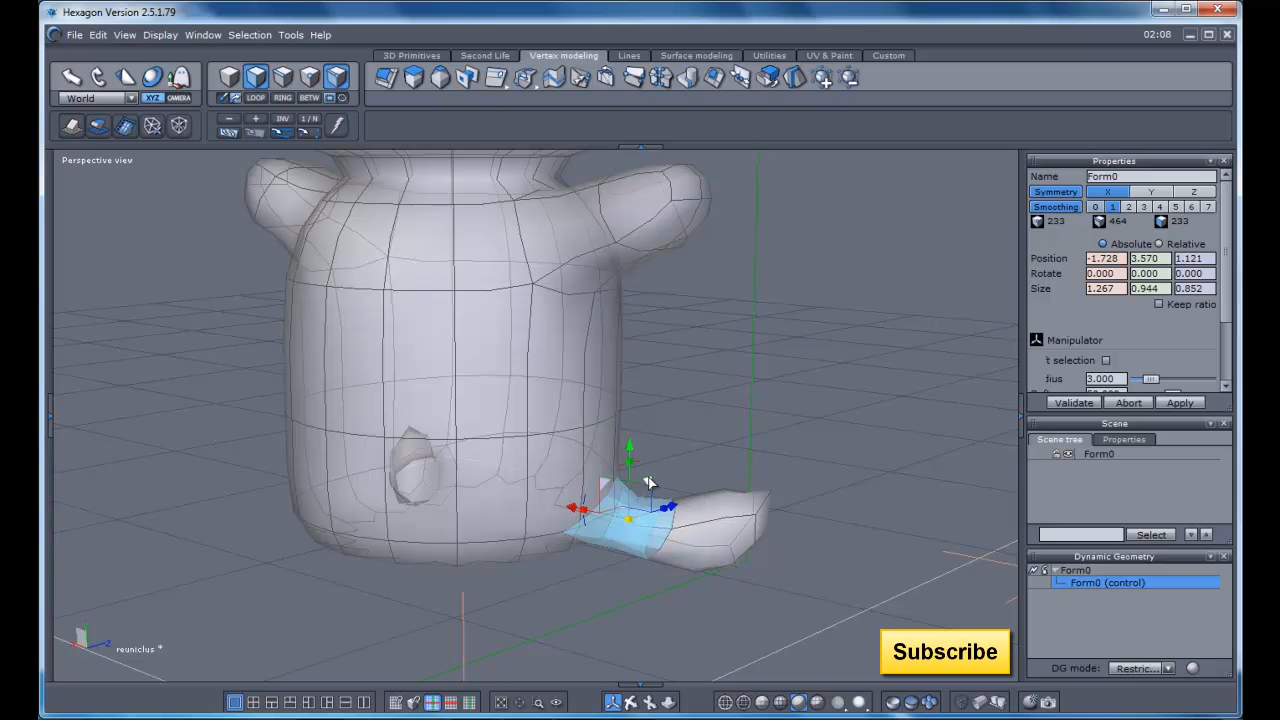 Hexagon Version 2.5.1.79
File Edit View Display Window Selection Tools Help
02:08
3D Primitives Second Life Vertex modeling Lines Surface modeling Utilities UV & Paint Custom
World XYZ CAMERA
LOOP RING BETW
INV 1 / N
Perspective view
Properties
Name Form0
Symmetry X Y Z
Smoothing 0 1 2 3 4 5 6 7
233 464 233
Absolute Relative
Position -1.728 3.570 1.121
Rotate 0.000 0.000 0.000
Size 1.267 0.944 0.852
Keep ratio
Manipulator
t selection
dius 3.000
Validate Abort Apply
Scene
Scene tree Properties
Form0
Select
Dynamic Geometry
Form0
Form0 (control)
DG mode: Restric...
Z
reuniclus *
Subscribe